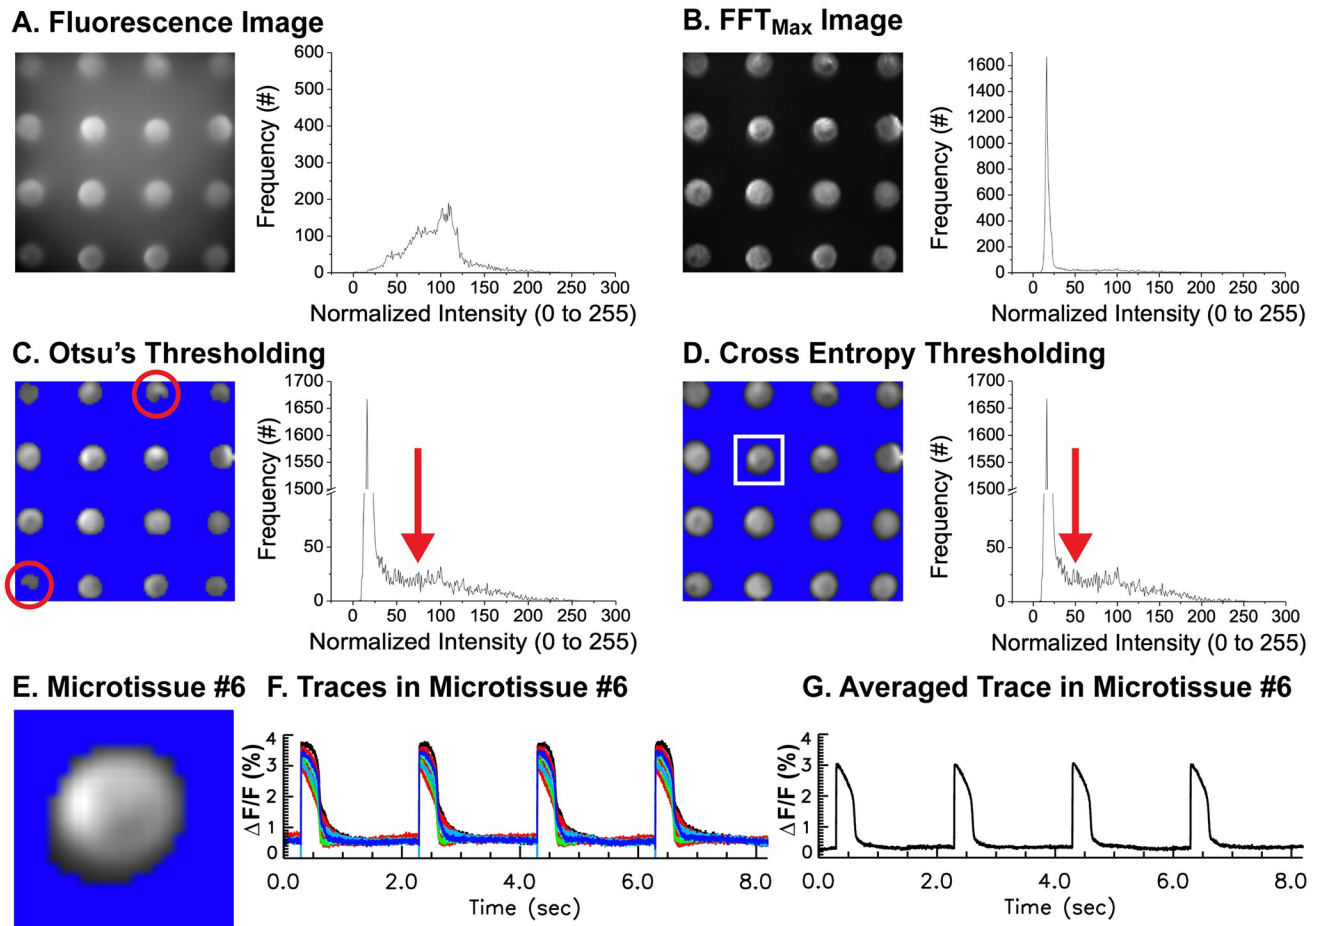 A. Fluorescence Image
600
500
400
300
200
100
0
Frequency (#)
0 50 100 150 200 250 300
Normalized Intensity (0 to 255)
B. FFTMax Image
1600
1400
1200
1000
800
600
400
200
0
Frequency (#)
0 50 100 150 200 250 300
Normalized Intensity (0 to 255)
C. Otsu's Thresholding
1700
1650
1600
1550
1500
50
0
Frequency (#)
0 50 100 150 200 250 300
Normalized Intensity (0 to 255)
D. Cross Entropy Thresholding
1700
1650
1600
1550
1500
50
0
Frequency (#)
0 50 100 150 200 250 300
Normalized Intensity (0 to 255)
E. Microtissue #6
F. Traces in Microtissue #6
4
3
2
1
0
ΔF/F (%)
0.0 2.0 4.0 6.0 8.0
Time (sec)
G. Averaged Trace in Microtissue #6
4
3
2
1
0
ΔF/F (%)
0.0 2.0 4.0 6.0 8.0
Time (sec)